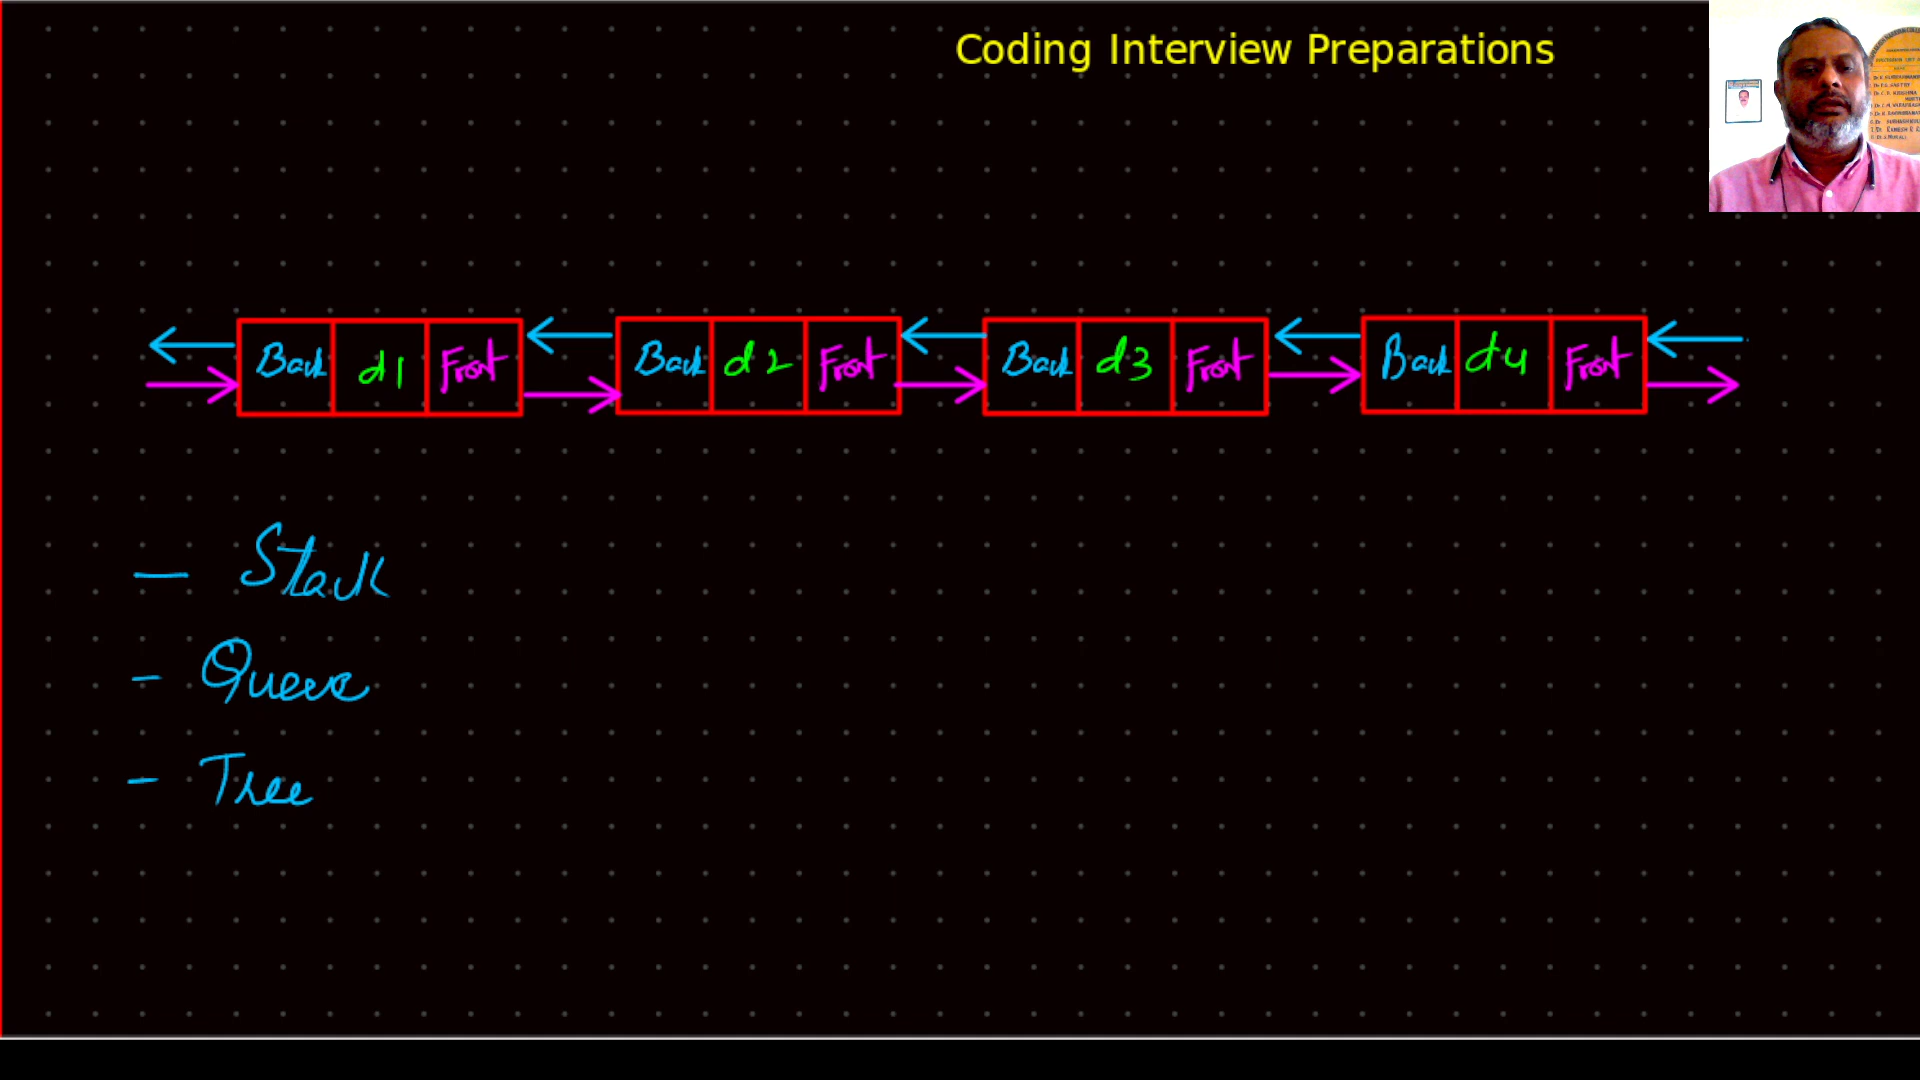 Coding Interview Preparations
Back d1 Front Back d2 Front Back d3 Front Back d4 Front
— Stack
- Queue
- Tree